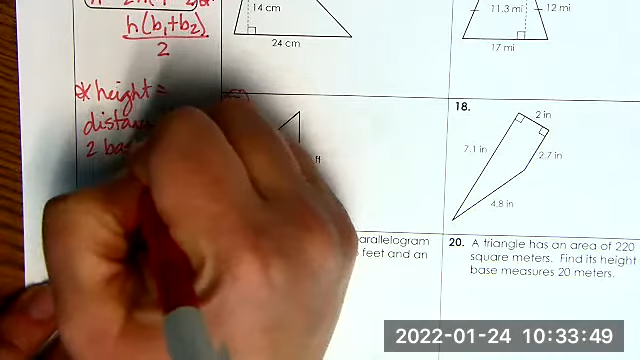 h(b₁+b₂)
2
14 cm
24 cm
11.3 mi
12 mi
17 mi
* height =
2
18.
2 in
7.1 in
2.7 in
4.8 in
ft
arallelogram
feet and an
20. A triangle has an area of 220
square meters. Find its height
base measures 20 meters.
2022-01-24 10:33:49